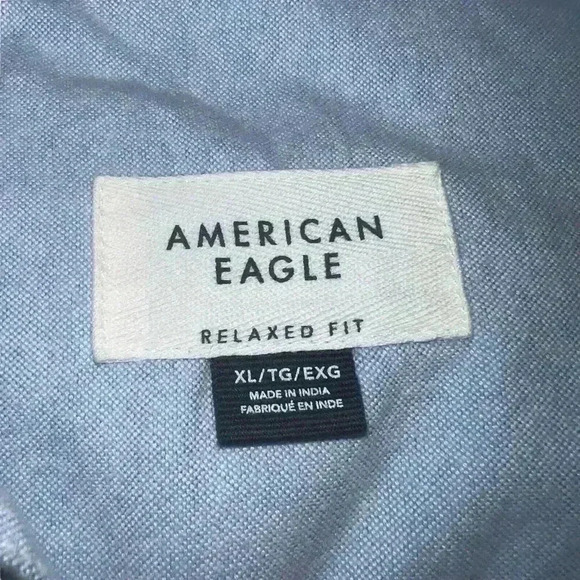 AMERICAN
EAGLE
RELAXED FIT
XL/TG/EXG
MADE IN INDIA
FABRIQUÉ EN INDE